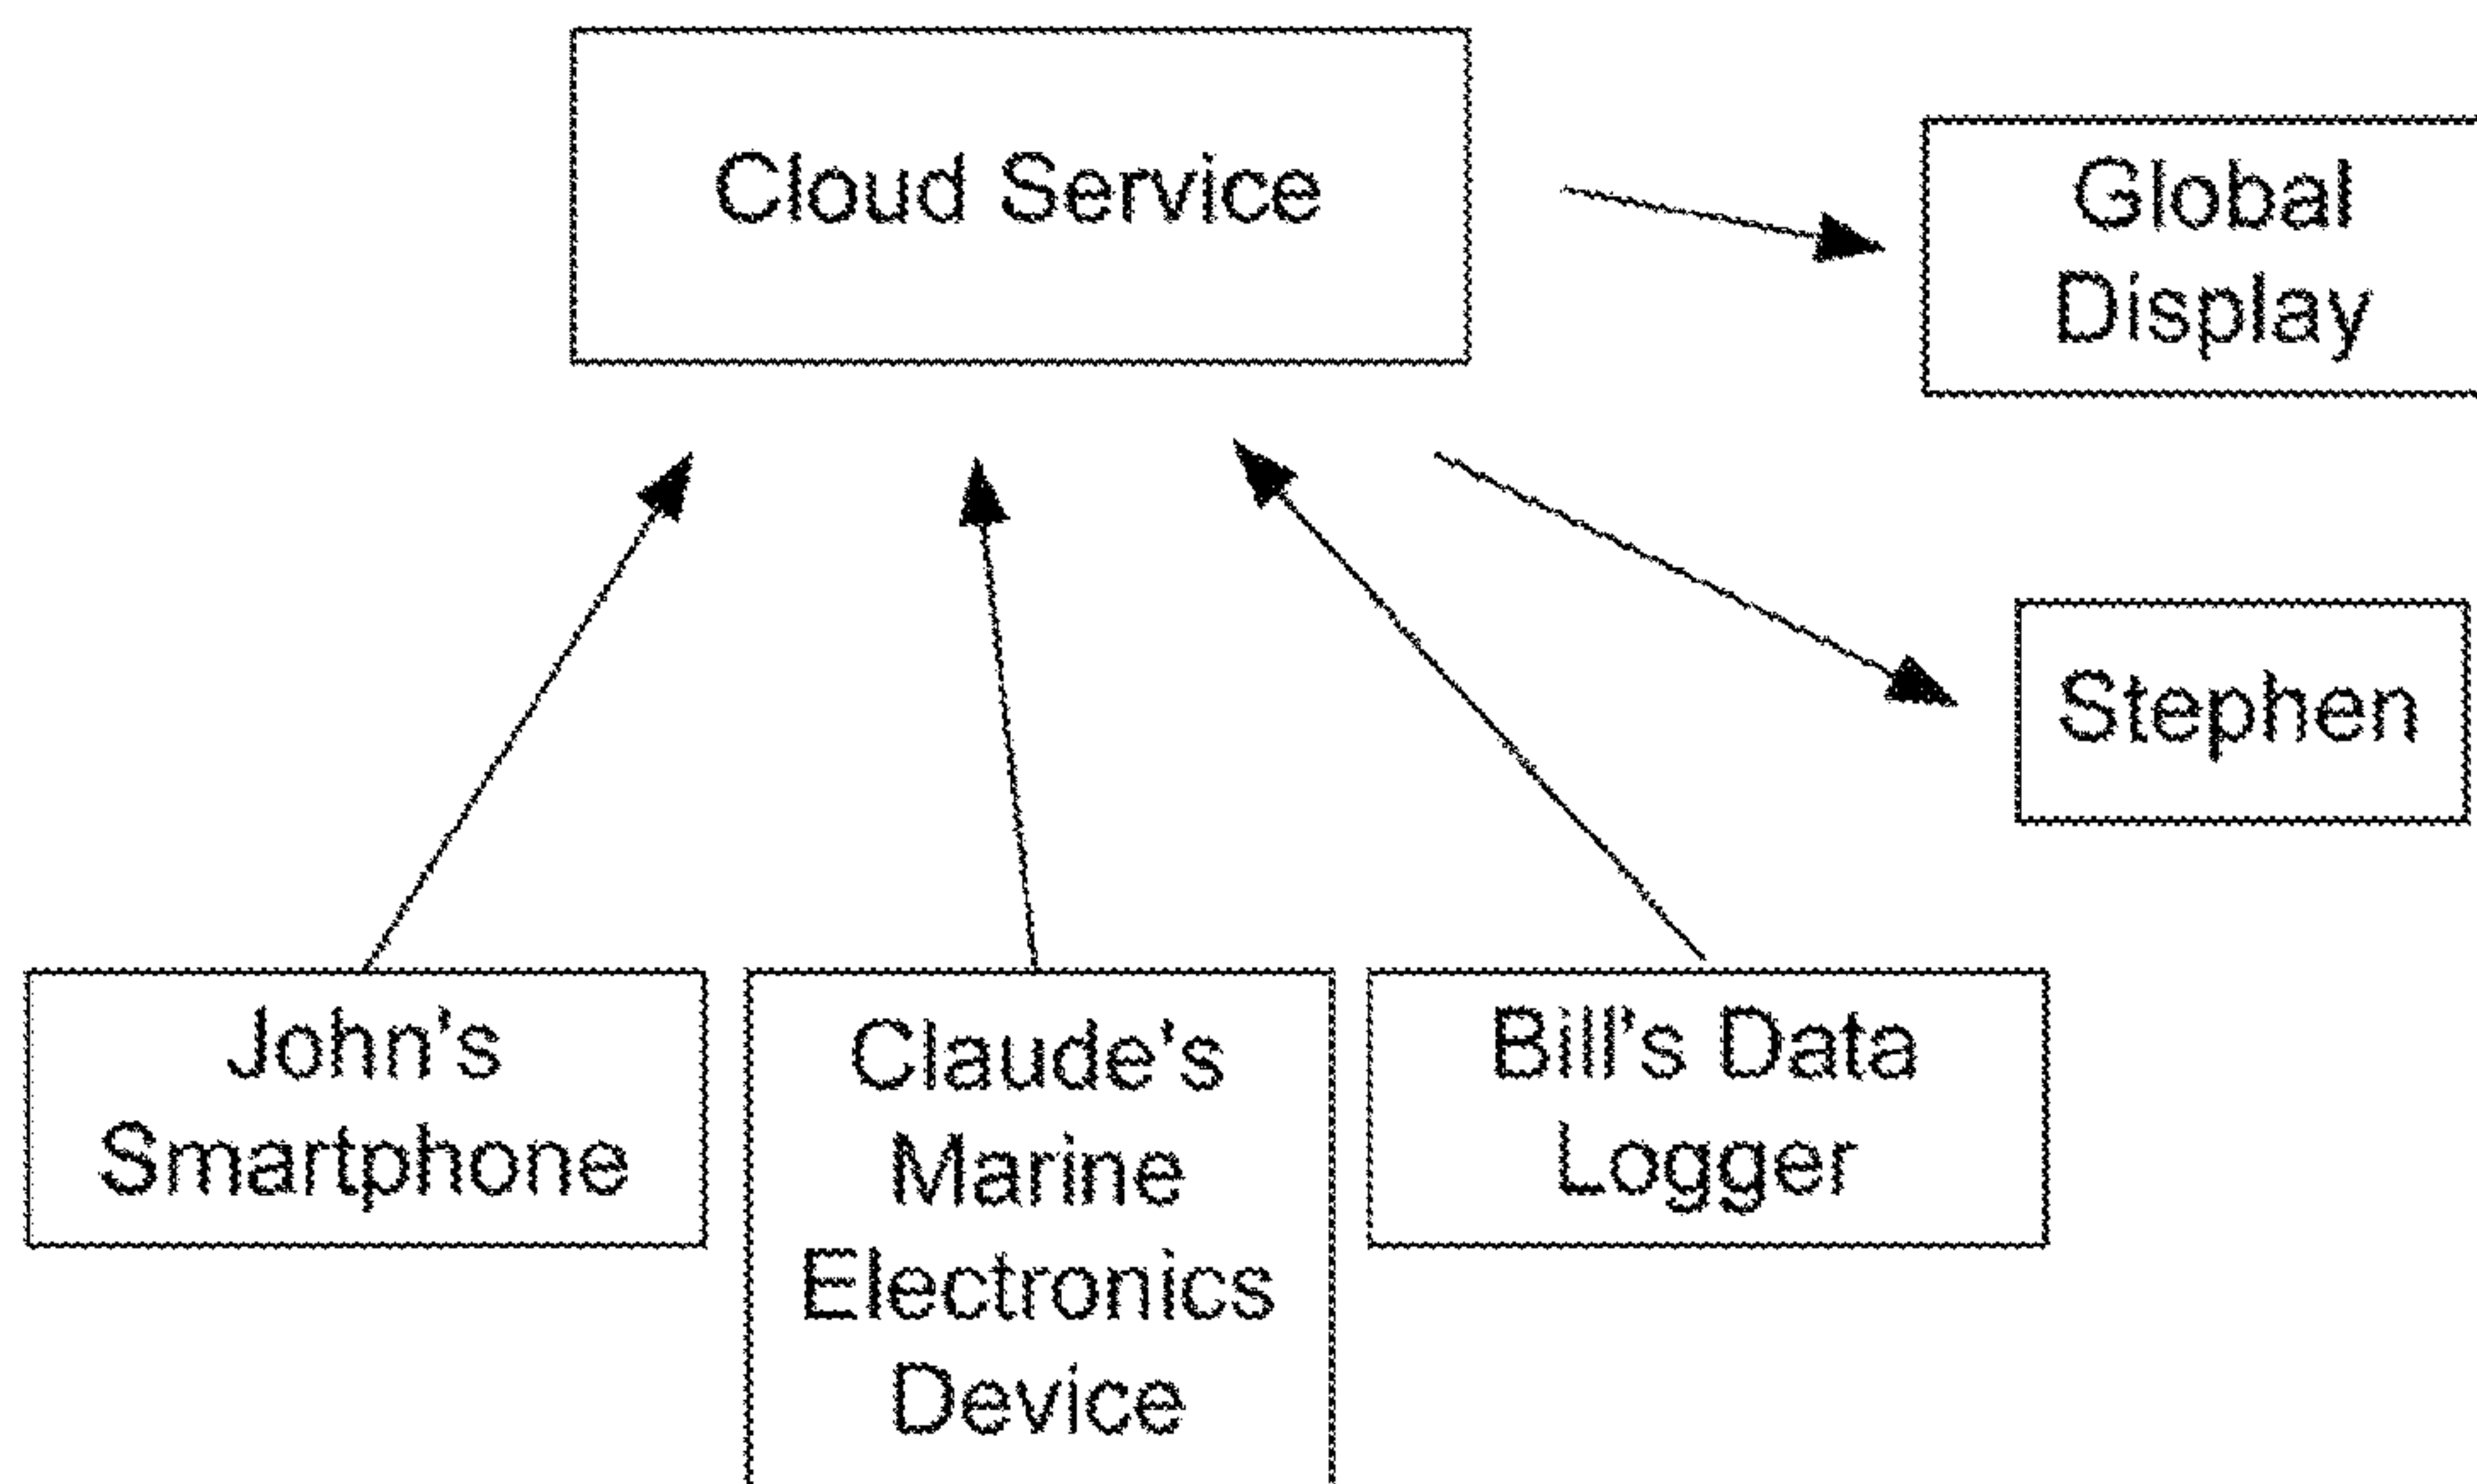 Cloud Service
Global
Display
Stephen
John's
Smartphone
Claude's
Marine
Electronics
Device
Bill's Data
Logger